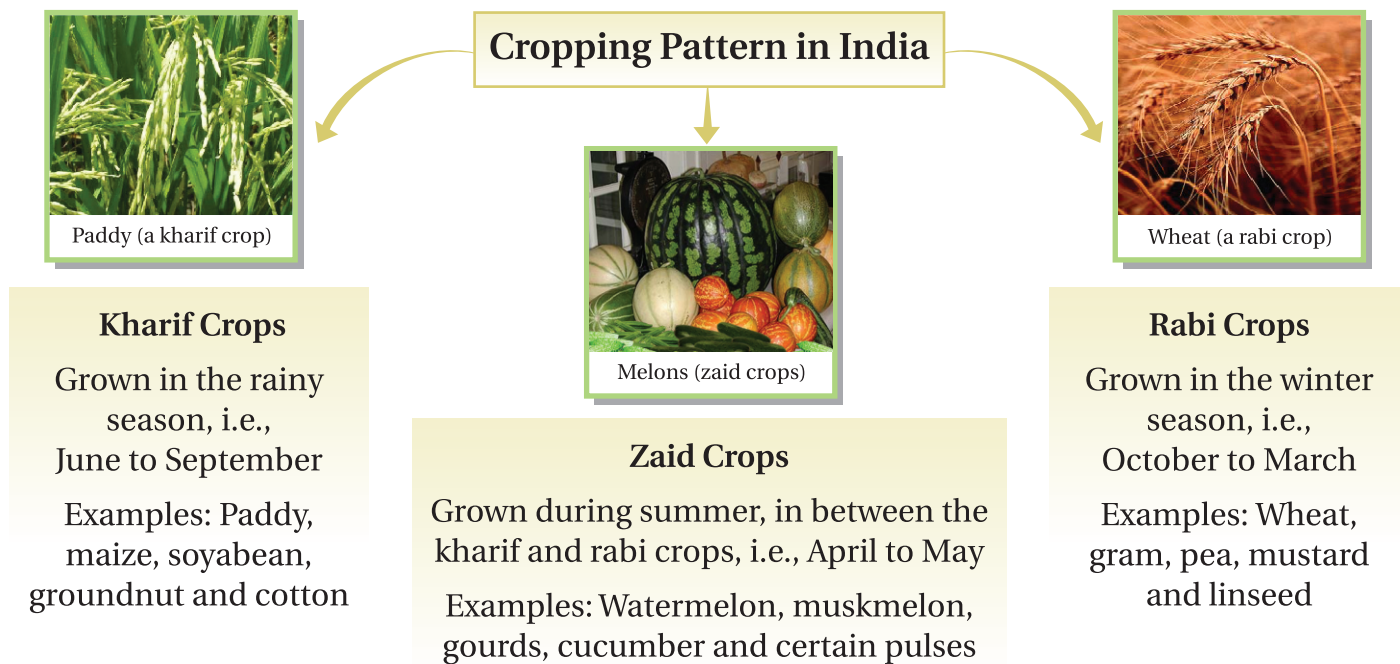 Cropping Pattern in India
Paddy (a kharif crop)
Kharif Crops
Grown in the rainy
season, i.e.,
June to September
Examples: Paddy,
maize, soyabean,
groundnut and cotton
Melons (zaid crops)
Zaid Crops
Grown during summer, in between the
kharif and rabi crops, i.e., April to May
Examples: Watermelon, muskmelon,
gourds, cucumber and certain pulses
Wheat (a rabi crop)
Rabi Crops
Grown in the winter
season, i.e.,
October to March
Examples: Wheat,
gram, pea, mustard
and linseed